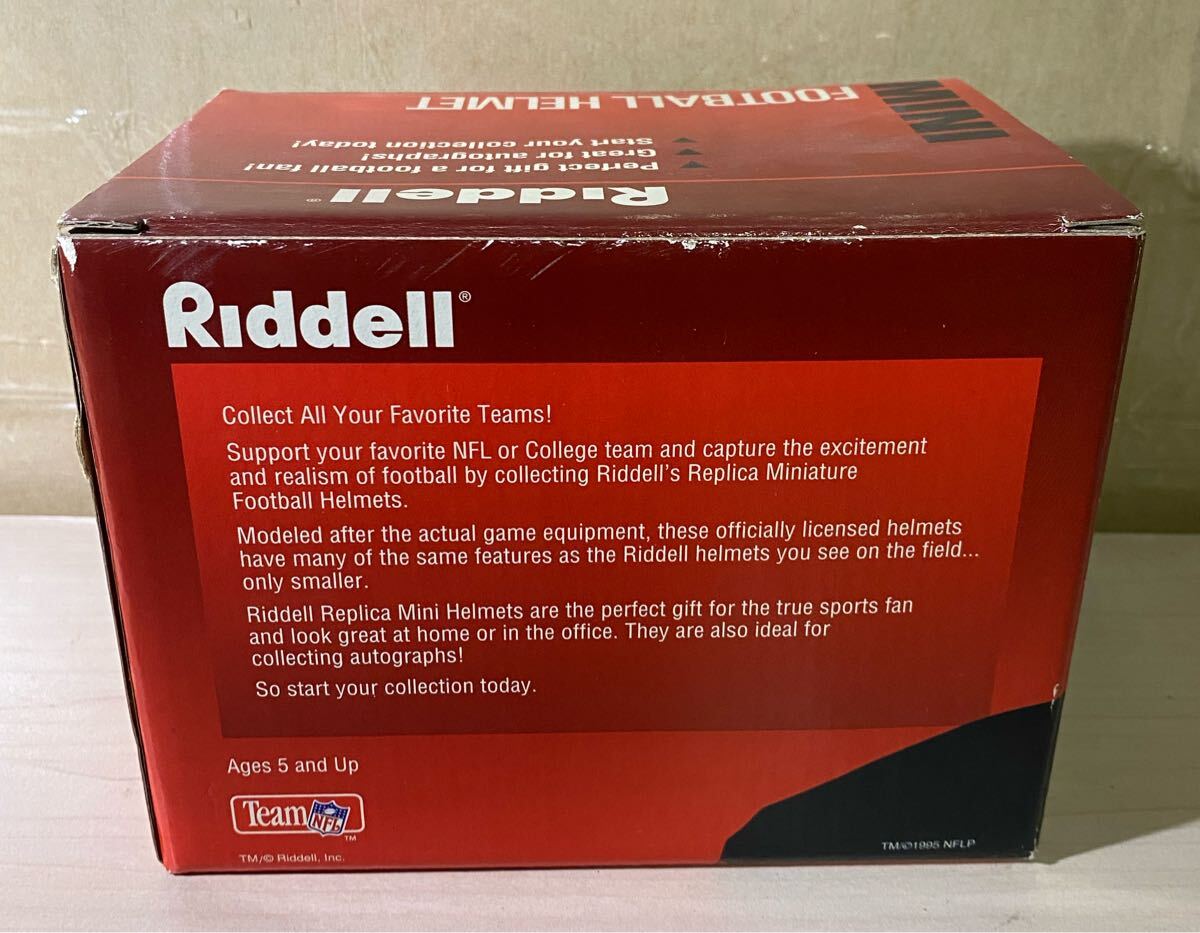 MINI
FOOTBALL HELMET
Start your collection today!
Great for autographs!
Perfect gift for a football fan!
Riddell®
Riddell®
Collect All Your Favorite Teams!
Support your favorite NFL or College team and capture the excitement
and realism of football by collecting Riddell's Replica Miniature
Football Helmets.
Modeled after the actual game equipment, these officially licensed helmets
have many of the same features as the Riddell helmets you see on the field...
only smaller.
Riddell Replica Mini Helmets are the perfect gift for the true sports fan
and look great at home or in the office. They are also ideal for
collecting autographs!
So start your collection today.
Ages 5 and Up
Team NFL TM
TM/© Riddell, Inc.
TM/©1995 NFLP